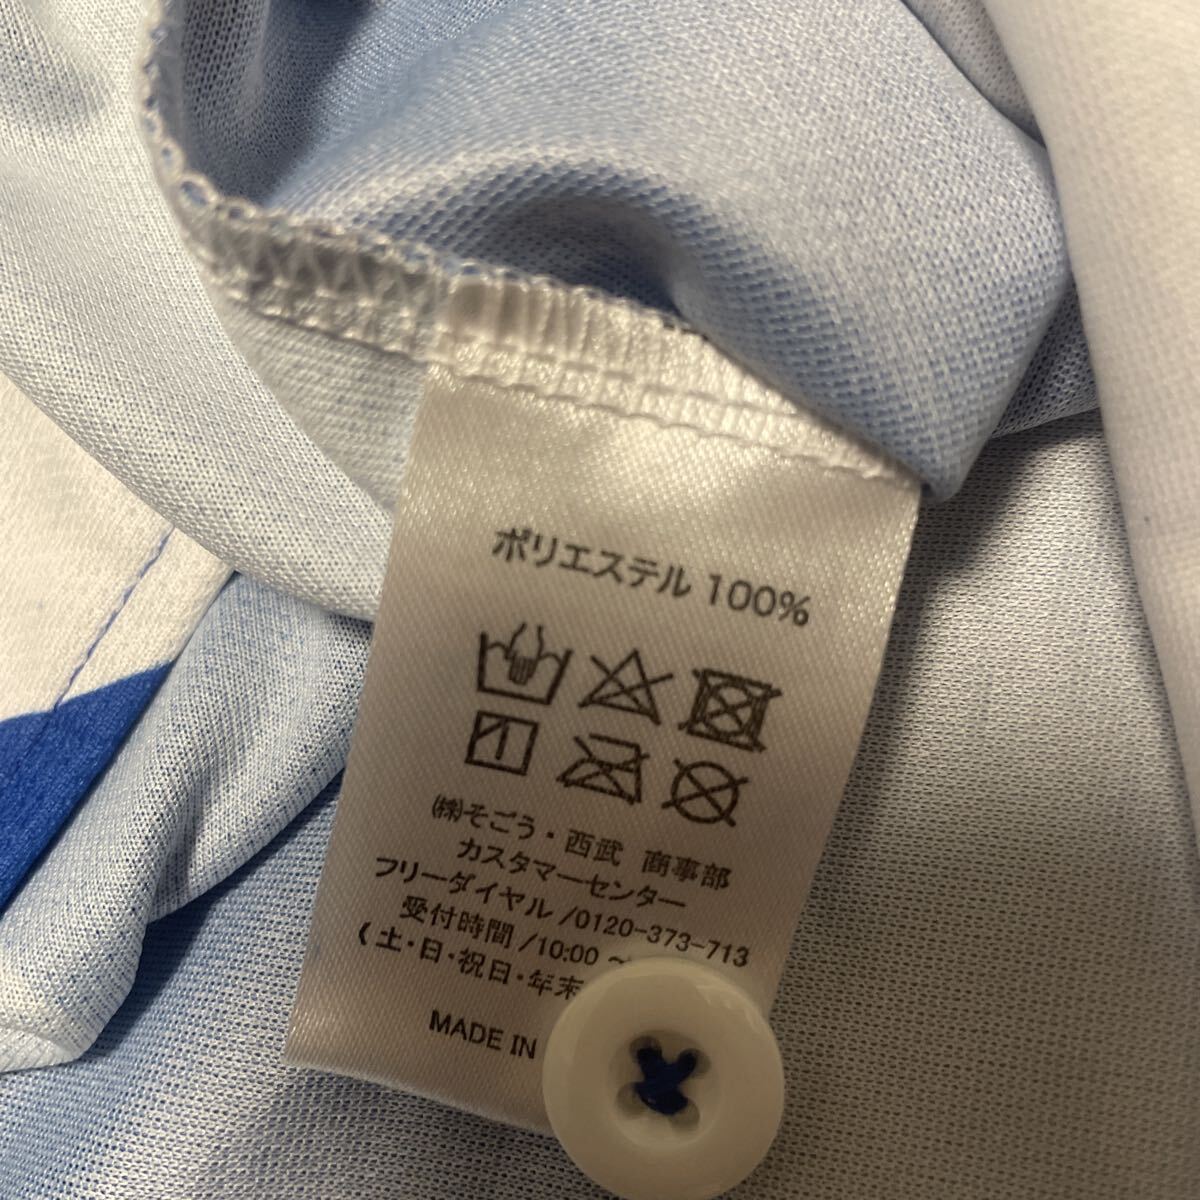 ポリエステル 100%
㈱そごう・西武 商事部
カスタマーセンター
フリーダイヤル /0120-373-713
受付時間 /10:00 ~
(土・日・祝日・年末
MADE IN